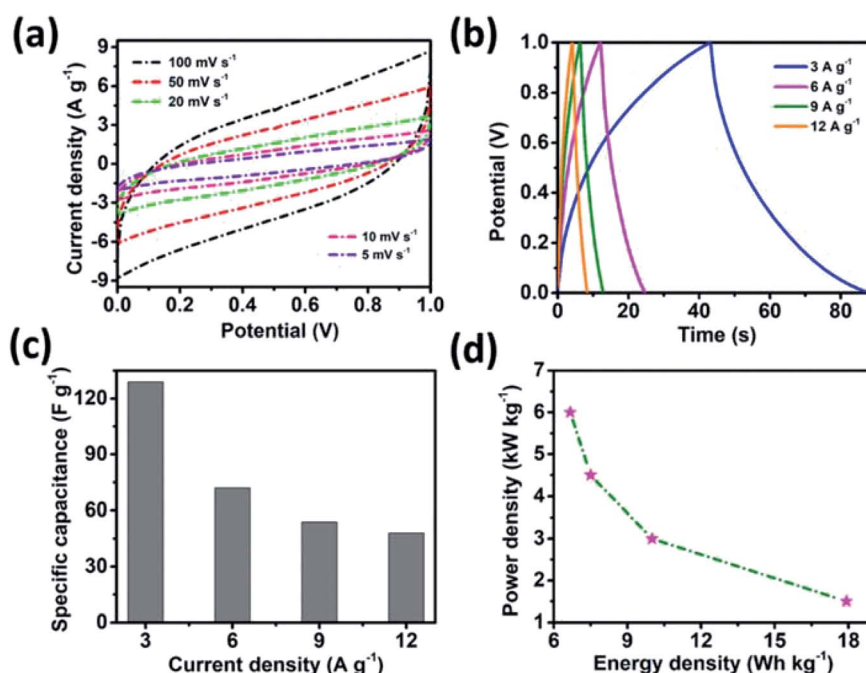 (a)
Current density (A g⁻¹)
9
6
3
0
-3
-6
-9
100 mV s⁻¹
50 mV s⁻¹
20 mV s⁻¹
10 mV s⁻¹
5 mV s⁻¹
0.0 0.2 0.4 0.6 0.8 1.0
Potential (V)
(b)
Potential (V)
1.0
0.8
0.6
0.4
0.2
0.0
3 A g⁻¹
6 A g⁻¹
9 A g⁻¹
12 A g⁻¹
0 20 40 60 80
Time (s)
(c)
Specific capacitance (F g⁻¹)
120
90
60
30
0
3 6 9 12
Current density (A g⁻¹)
(d)
Power density (kW kg⁻¹)
7
6
5
4
3
2
1
6 9 12 15 18
Energy density (Wh kg⁻¹)